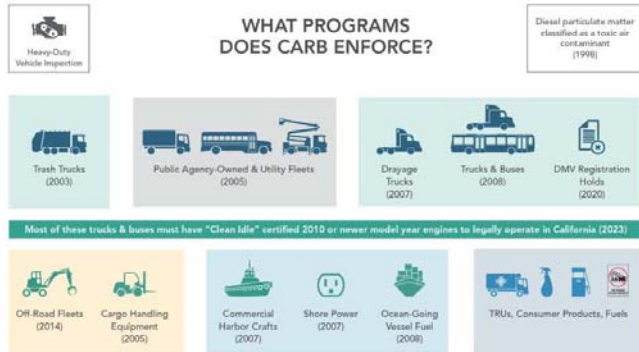 WHAT PROGRAMS
DOES CARB ENFORCE?
Heavy-Duty
Vehicle Inspection
Diesel particulate matter
classified as a toxic air
contaminant
(1998)
Trash Trucks
(2003)
Public Agency-Owned & Utility Fleets
(2005)
Drayage
Trucks
(2007)
Trucks & Buses
(2008)
DMV Registration
Holds
(2020)
Most of these trucks & buses must have “Clean Idle” certified 2010 or newer model year engines to legally operate in California (2023)
Off-Road Fleets
(2014)
Cargo Handling
Equipment
(2005)
Commercial
Harbor Crafts
(2007)
Shore Power
(2007)
Ocean-Going
Vessel Fuel
(2008)
TRUs, Consumer Products, Fuels